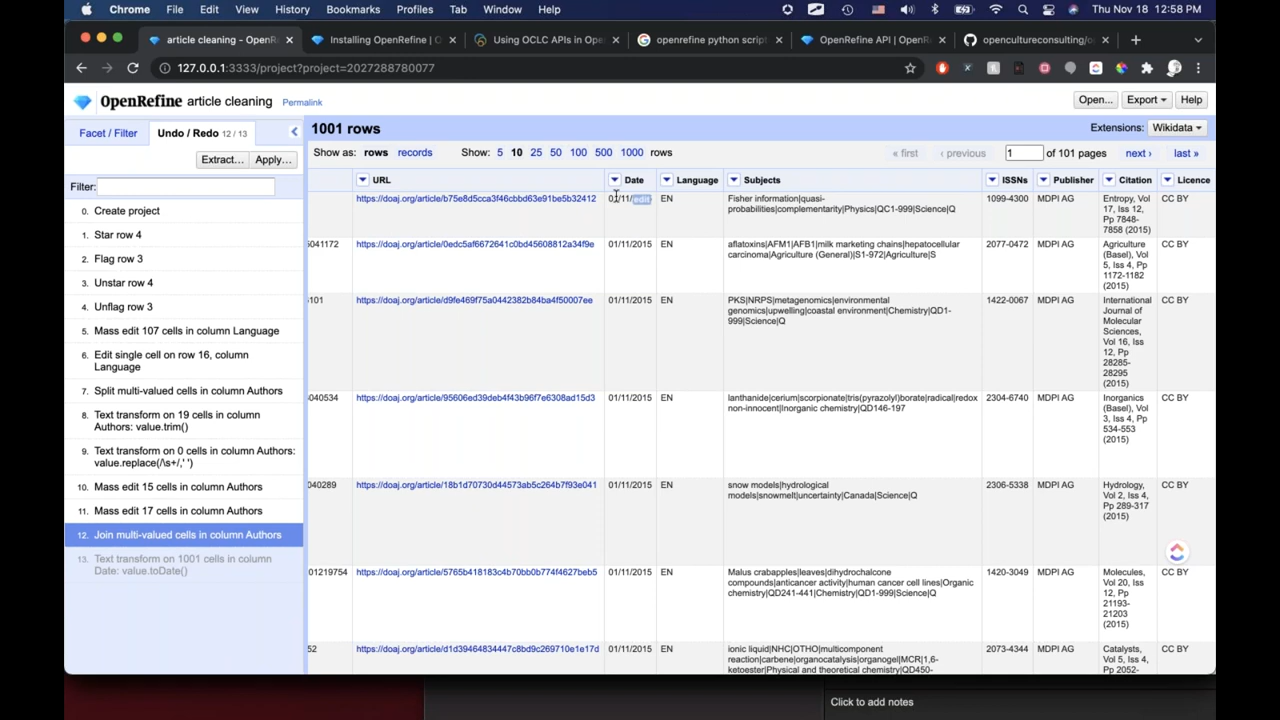 Chrome File Edit View History Bookmarks Profiles Tab Window Help Thu Nov 18 12:58 PM
article cleaning - OpenR Installing OpenRefine | O Using OCLC APIs in Open openrefine python script OpenRefine API | OpenR opencultureconsulting/o
127.0.0.1:3333/project?project=2027288780077
OpenRefine article cleaning Permalink Open... Export Help
Facet / Filter Undo / Redo 12 / 13 1001 rows Extensions: Wikidata
Extract... Apply... Show as: rows records Show: 5 10 25 50 100 500 1000 rows « first ‹ previous 1 of 101 pages next › last »
Filter:
0. Create project
1. Star row 4
2. Flag row 3
3. Unstar row 4
4. Unflag row 3
5. Mass edit 107 cells in column Language
6. Edit single cell on row 16, column
Language
7. Split multi-valued cells in column Authors
8. Text transform on 19 cells in column
Authors: value.trim()
9. Text transform on 0 cells in column Authors:
value.replace(/\s+/,' ')
10. Mass edit 15 cells in column Authors
11. Mass edit 17 cells in column Authors
12. Join multi-valued cells in column Authors
13. Text transform on 1001 cells in column
Date: value.toDate()
URL Date Language Subjects ISSNs Publisher Citation Licence
https://doaj.org/article/b75e8d5cca3f46cbbd63e91be5b32412 01/11/ edit EN Fisher information|quasi- 1099-4300 MDPI AG Entropy, Vol CC BY
probabilities|complementarity|Physics|QC1-999|Science|Q 17, Iss 12,
Pp 7848-
7858 (2015)
5041172 https://doaj.org/article/0edc5af6672641c0bd45608812a34f9e 01/11/2015 EN aflatoxins|AFM1|AFB1|milk marketing chains|hepatocellular 2077-0472 MDPI AG Agriculture CC BY
carcinoma|Agriculture (General)|S1-972|Agriculture|S (Basel), Vol
5, Iss 4, Pp
1172-1182
(2015)
101 https://doaj.org/article/d9fe469f75a0442382b84ba4f50007ee 01/11/2015 EN PKS|NRPS|metagenomics|environmental 1422-0067 MDPI AG International CC BY
genomics|upwelling|coastal environment|Chemistry|QD1- Journal of
999|Science|Q Molecular
Sciences,
Vol 16, Iss
12, Pp
28285-
28295
(2015)
040534 https://doaj.org/article/95606ed39deb4f43b96f7e6308ad15d3 01/11/2015 EN lanthanide|cerium|scorpionate|tris(pyrazolyl)borate|radical|redox 2304-6740 MDPI AG Inorganics CC BY
non-innocent|Inorganic chemistry|QD146-197 (Basel), Vol
3, Iss 4, Pp
534-553
(2015)
040289 https://doaj.org/article/18b1d70730d44573ab5c264b7f93e041 01/11/2015 EN snow models|hydrological 2306-5338 MDPI AG Hydrology, CC BY
models|snowmelt|uncertainty|Canada|Science|Q Vol 2, Iss 4,
Pp 289-317
(2015)
01219754 https://doaj.org/article/5765b418183c4b70bb0b774f4627beb5 01/11/2015 EN Malus crabapples|leaves|dihydrochalcone 1420-3049 MDPI AG Molecules, CC BY
compounds|anticancer activity|human cancer cell lines|Organic Vol 20, Iss
chemistry|QD241-441|Chemistry|QD1-999|Science|Q 12, Pp
21193-
21203
(2015)
52 https://doaj.org/article/d1d39464834447c8bd9c269710e1e17d 01/11/2015 EN ionic liquid|NHC|OTHO|multicomponent 2073-4344 MDPI AG Catalysts, CC BY
reaction|carbene|organocatalysis|organogel|MCR|1,6- Vol 5, Iss 4,
ketoester|Physical and theoretical chemistry|QD450- Pp 2052-
Click to add notes